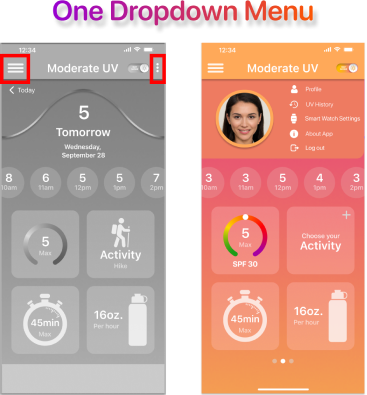 One Dropdown Menu
12:34
Moderate UV
Today
5
Tomorrow
Wednesday,
September 28
8 6 5 5 7
10am 11am 12pm 1pm 2pm
5
Max
Activity
Hike
45min
Max
16oz.
Per hour
12:34
Moderate UV
Profile
UV History
Smart Watch Settings
About App
Log out
3 3 5 4 3
10am 11am 12pm 1pm 2pm
5
Max
SPF 30
Choose your
Activity
45min
Max
16oz.
Per hour